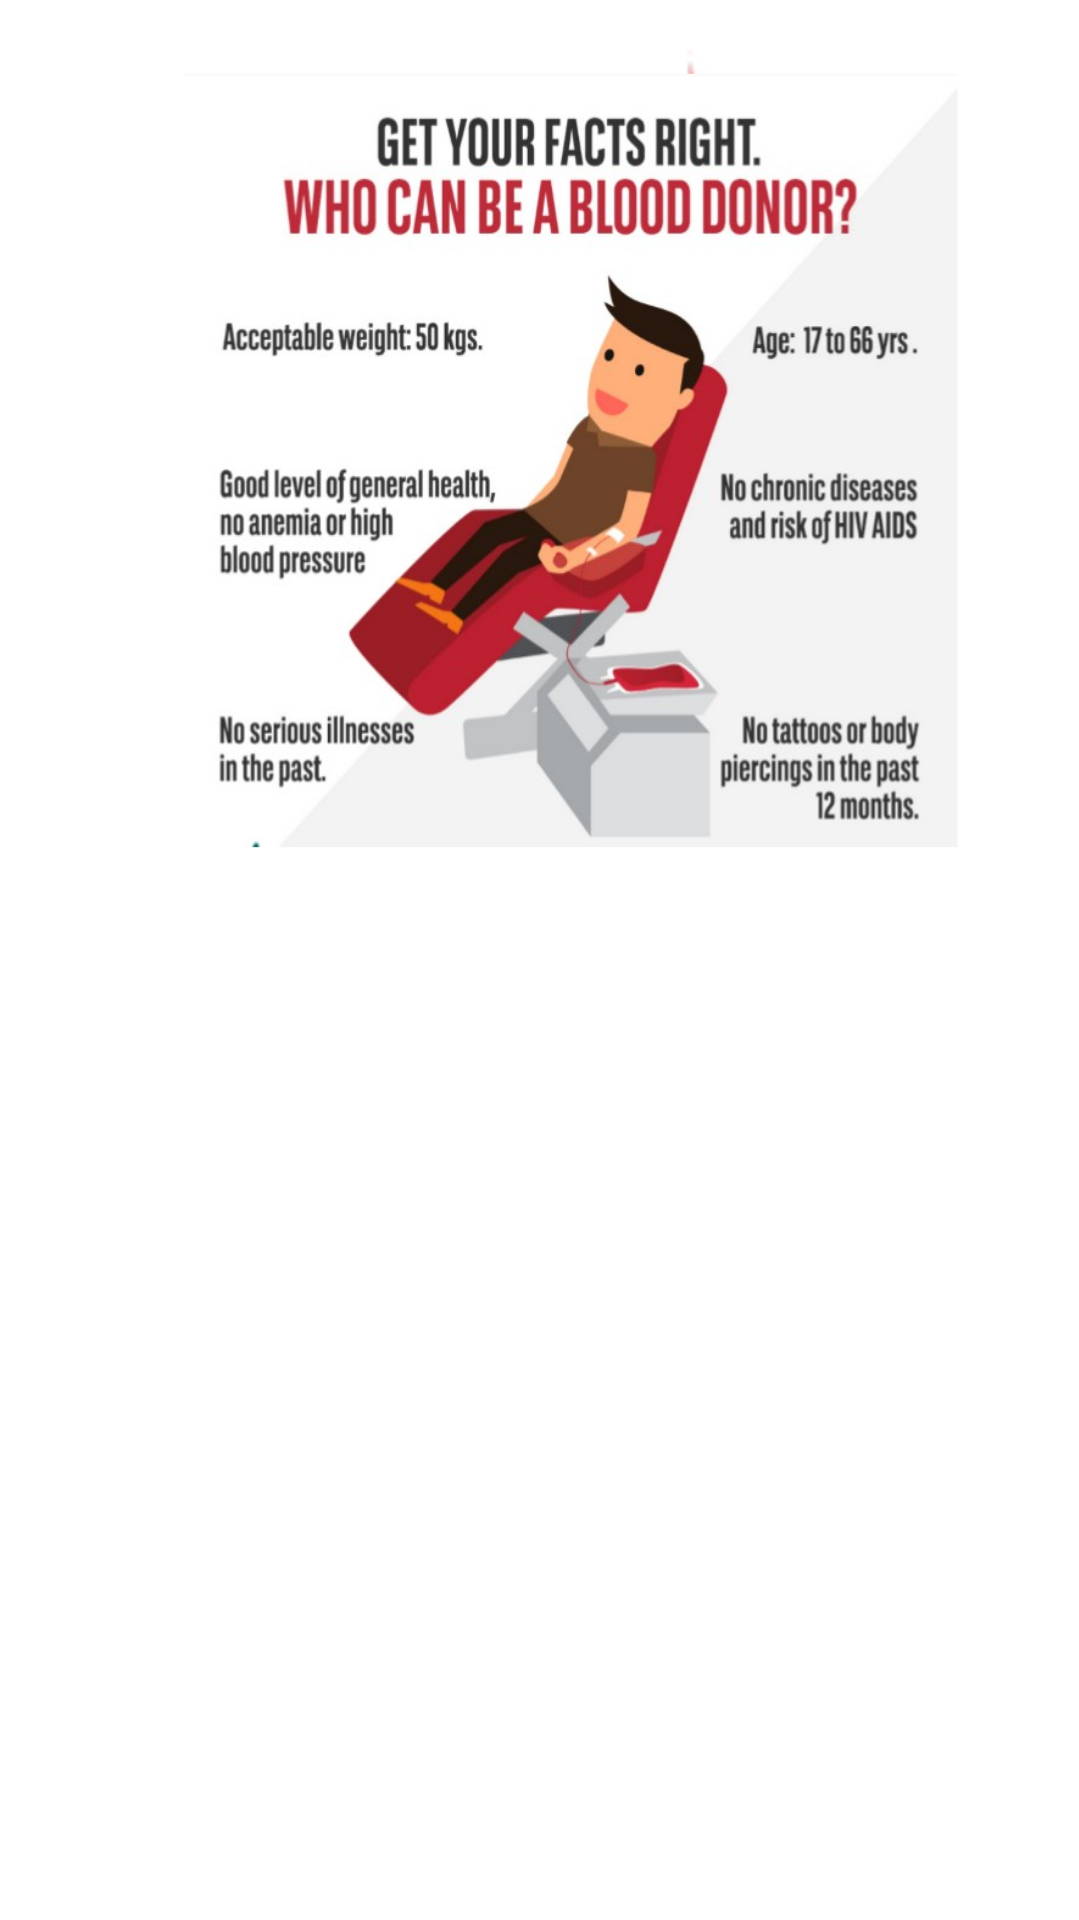 GET YOUR FACTS RIGHT.
WHO CAN BE A BLOOD DONOR?
Acceptable weight: 50 kgs.
Age: 17 to 66 yrs .
Good level of general health,
no anemia or high
blood pressure
No chronic diseases
and risk of HIV AIDS
No serious illnesses
in the past.
No tattoos or body
piercings in the past
12 months.